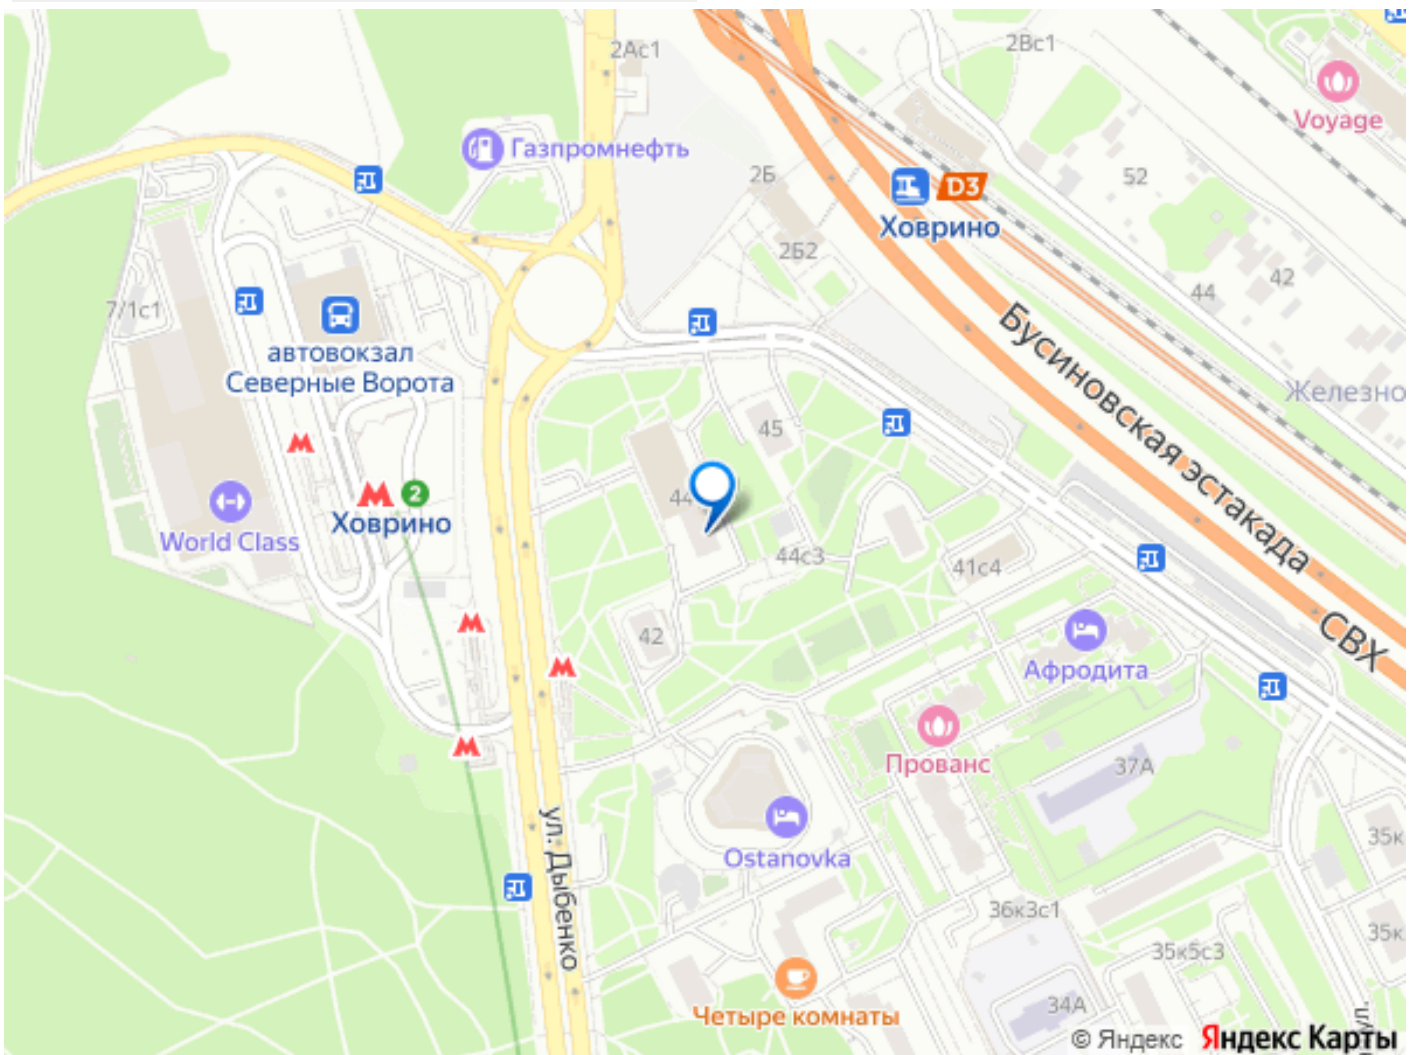 2Ас1
2Вс1
Voyage
Газпромнефть
2Б
52
D3
Ховрино
2Б2
42
44
7/1с1
автовокзал
Северные Ворота
Бусиновская эстакада
Железно
45
44
2
Ховрино
World Class
44с3
41с4
42
СВХ
Афродита
Прованс
37А
ул. Дыбенко
Ostanovka
35к
36к3с1
35к
35к5с3
34А
Четыре комнаты
ул.
© Яндекс Яндекс Карты